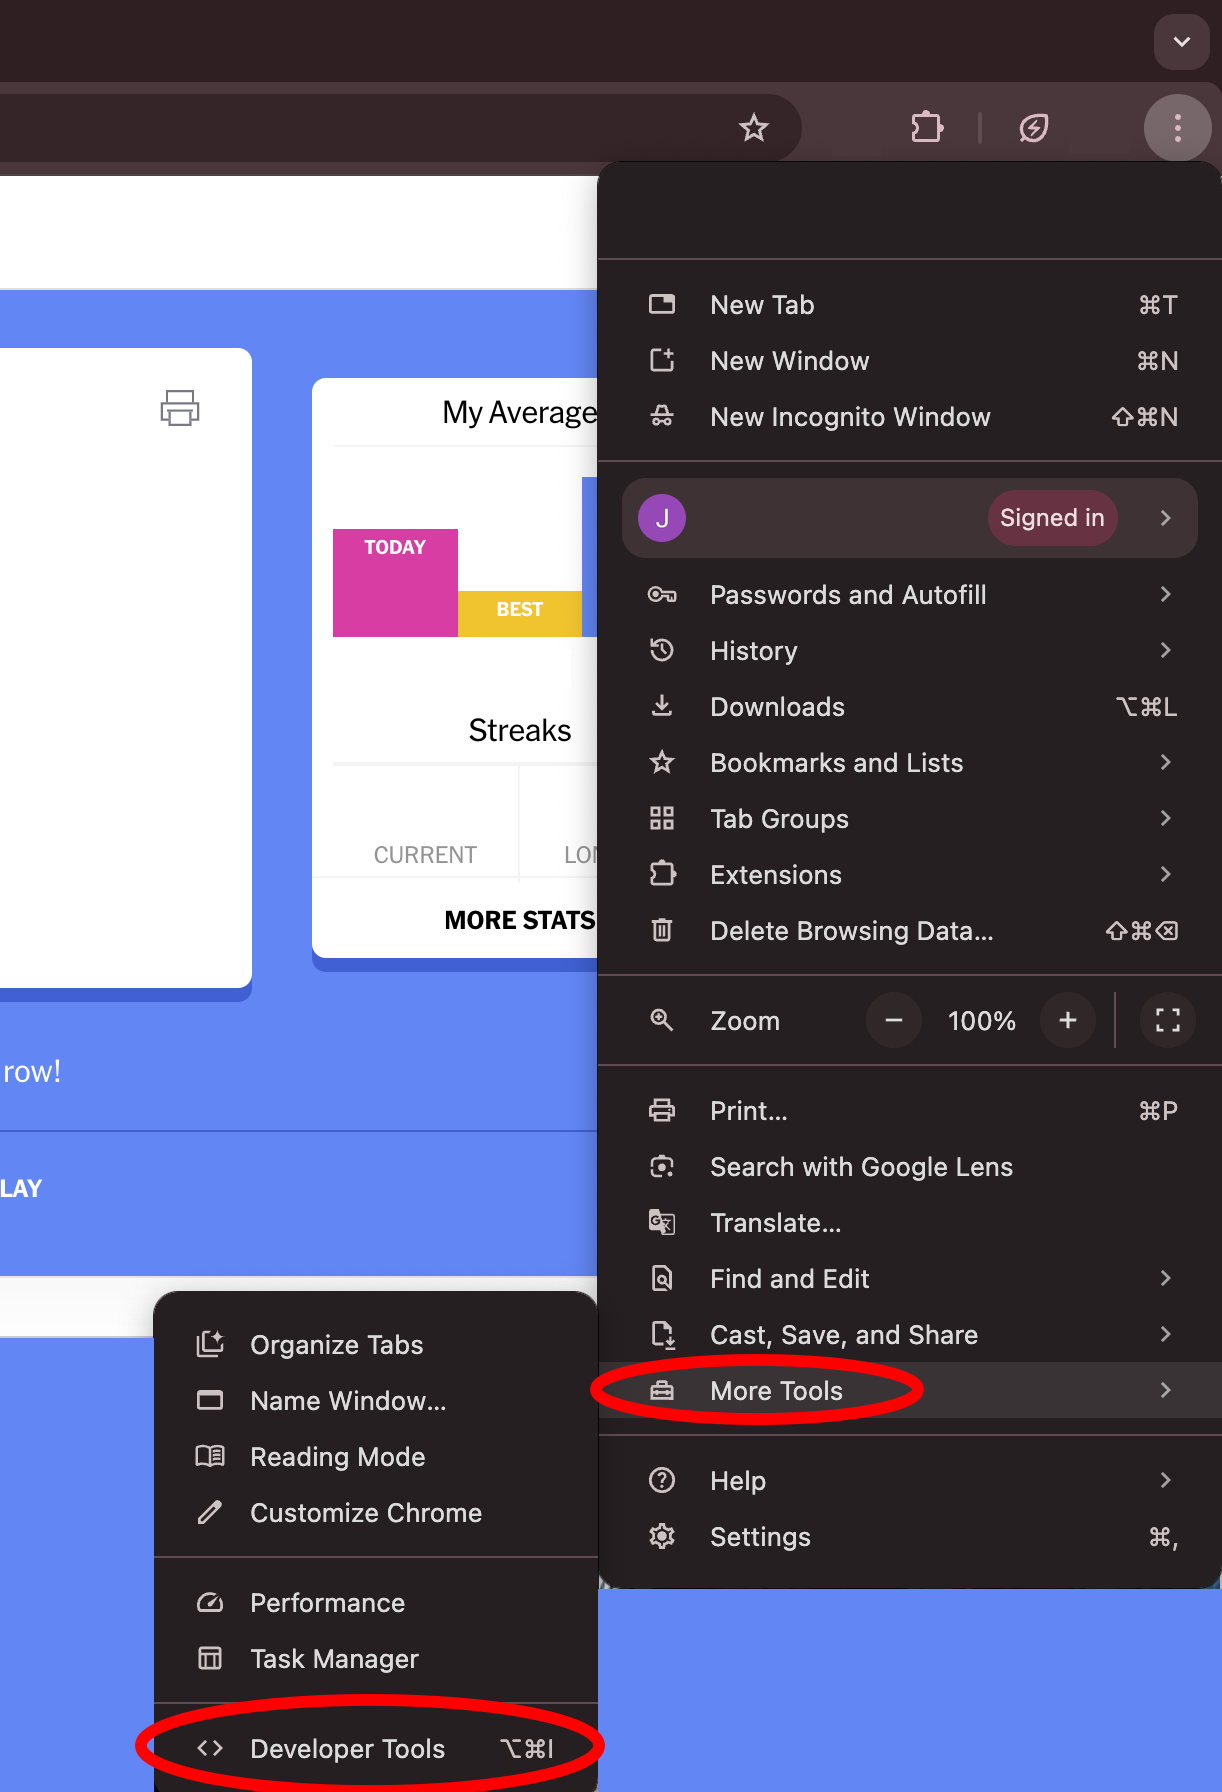 My Average
TODAY
BEST
Streaks
CURRENT
LON
MORE STATS
row!
LAY
New Tab ⌘T
New Window ⌘N
New Incognito Window ⇧⌘N
J Signed in
Passwords and Autofill
History
Downloads ⌥⌘L
Bookmarks and Lists
Tab Groups
Extensions
Delete Browsing Data... ⇧⌘⌫
Zoom − 100% +
Print... ⌘P
Search with Google Lens
Translate...
Find and Edit
Cast, Save, and Share
More Tools
Help
Settings ⌘,
Organize Tabs
Name Window...
Reading Mode
Customize Chrome
Performance
Task Manager
Developer Tools ⌥⌘I